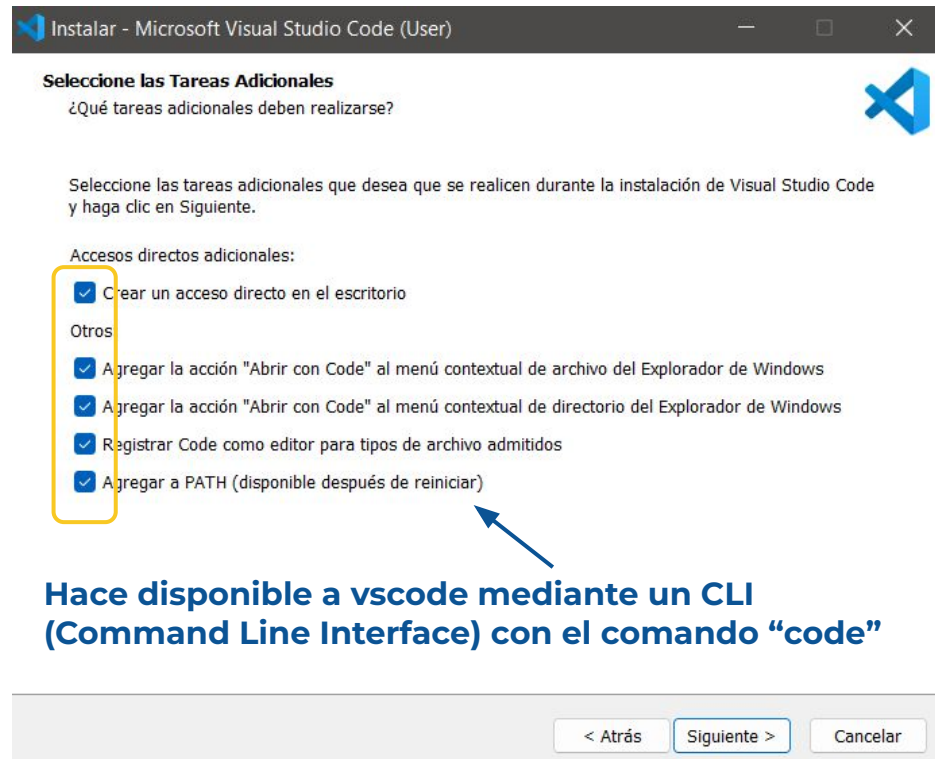 Instalar - Microsoft Visual Studio Code (User)
Seleccione las Tareas Adicionales
¿Qué tareas adicionales deben realizarse?
Seleccione las tareas adicionales que desea que se realicen durante la instalación de Visual Studio Code
y haga clic en Siguiente.
Accesos directos adicionales:
Crear un acceso directo en el escritorio
Otros
Agregar la acción "Abrir con Code" al menú contextual de archivo del Explorador de Windows
Agregar la acción "Abrir con Code" al menú contextual de directorio del Explorador de Windows
Registrar Code como editor para tipos de archivo admitidos
Agregar a PATH (disponible después de reiniciar)
Hace disponible a vscode mediante un CLI
(Command Line Interface) con el comando “code”
< Atrás Siguiente > Cancelar